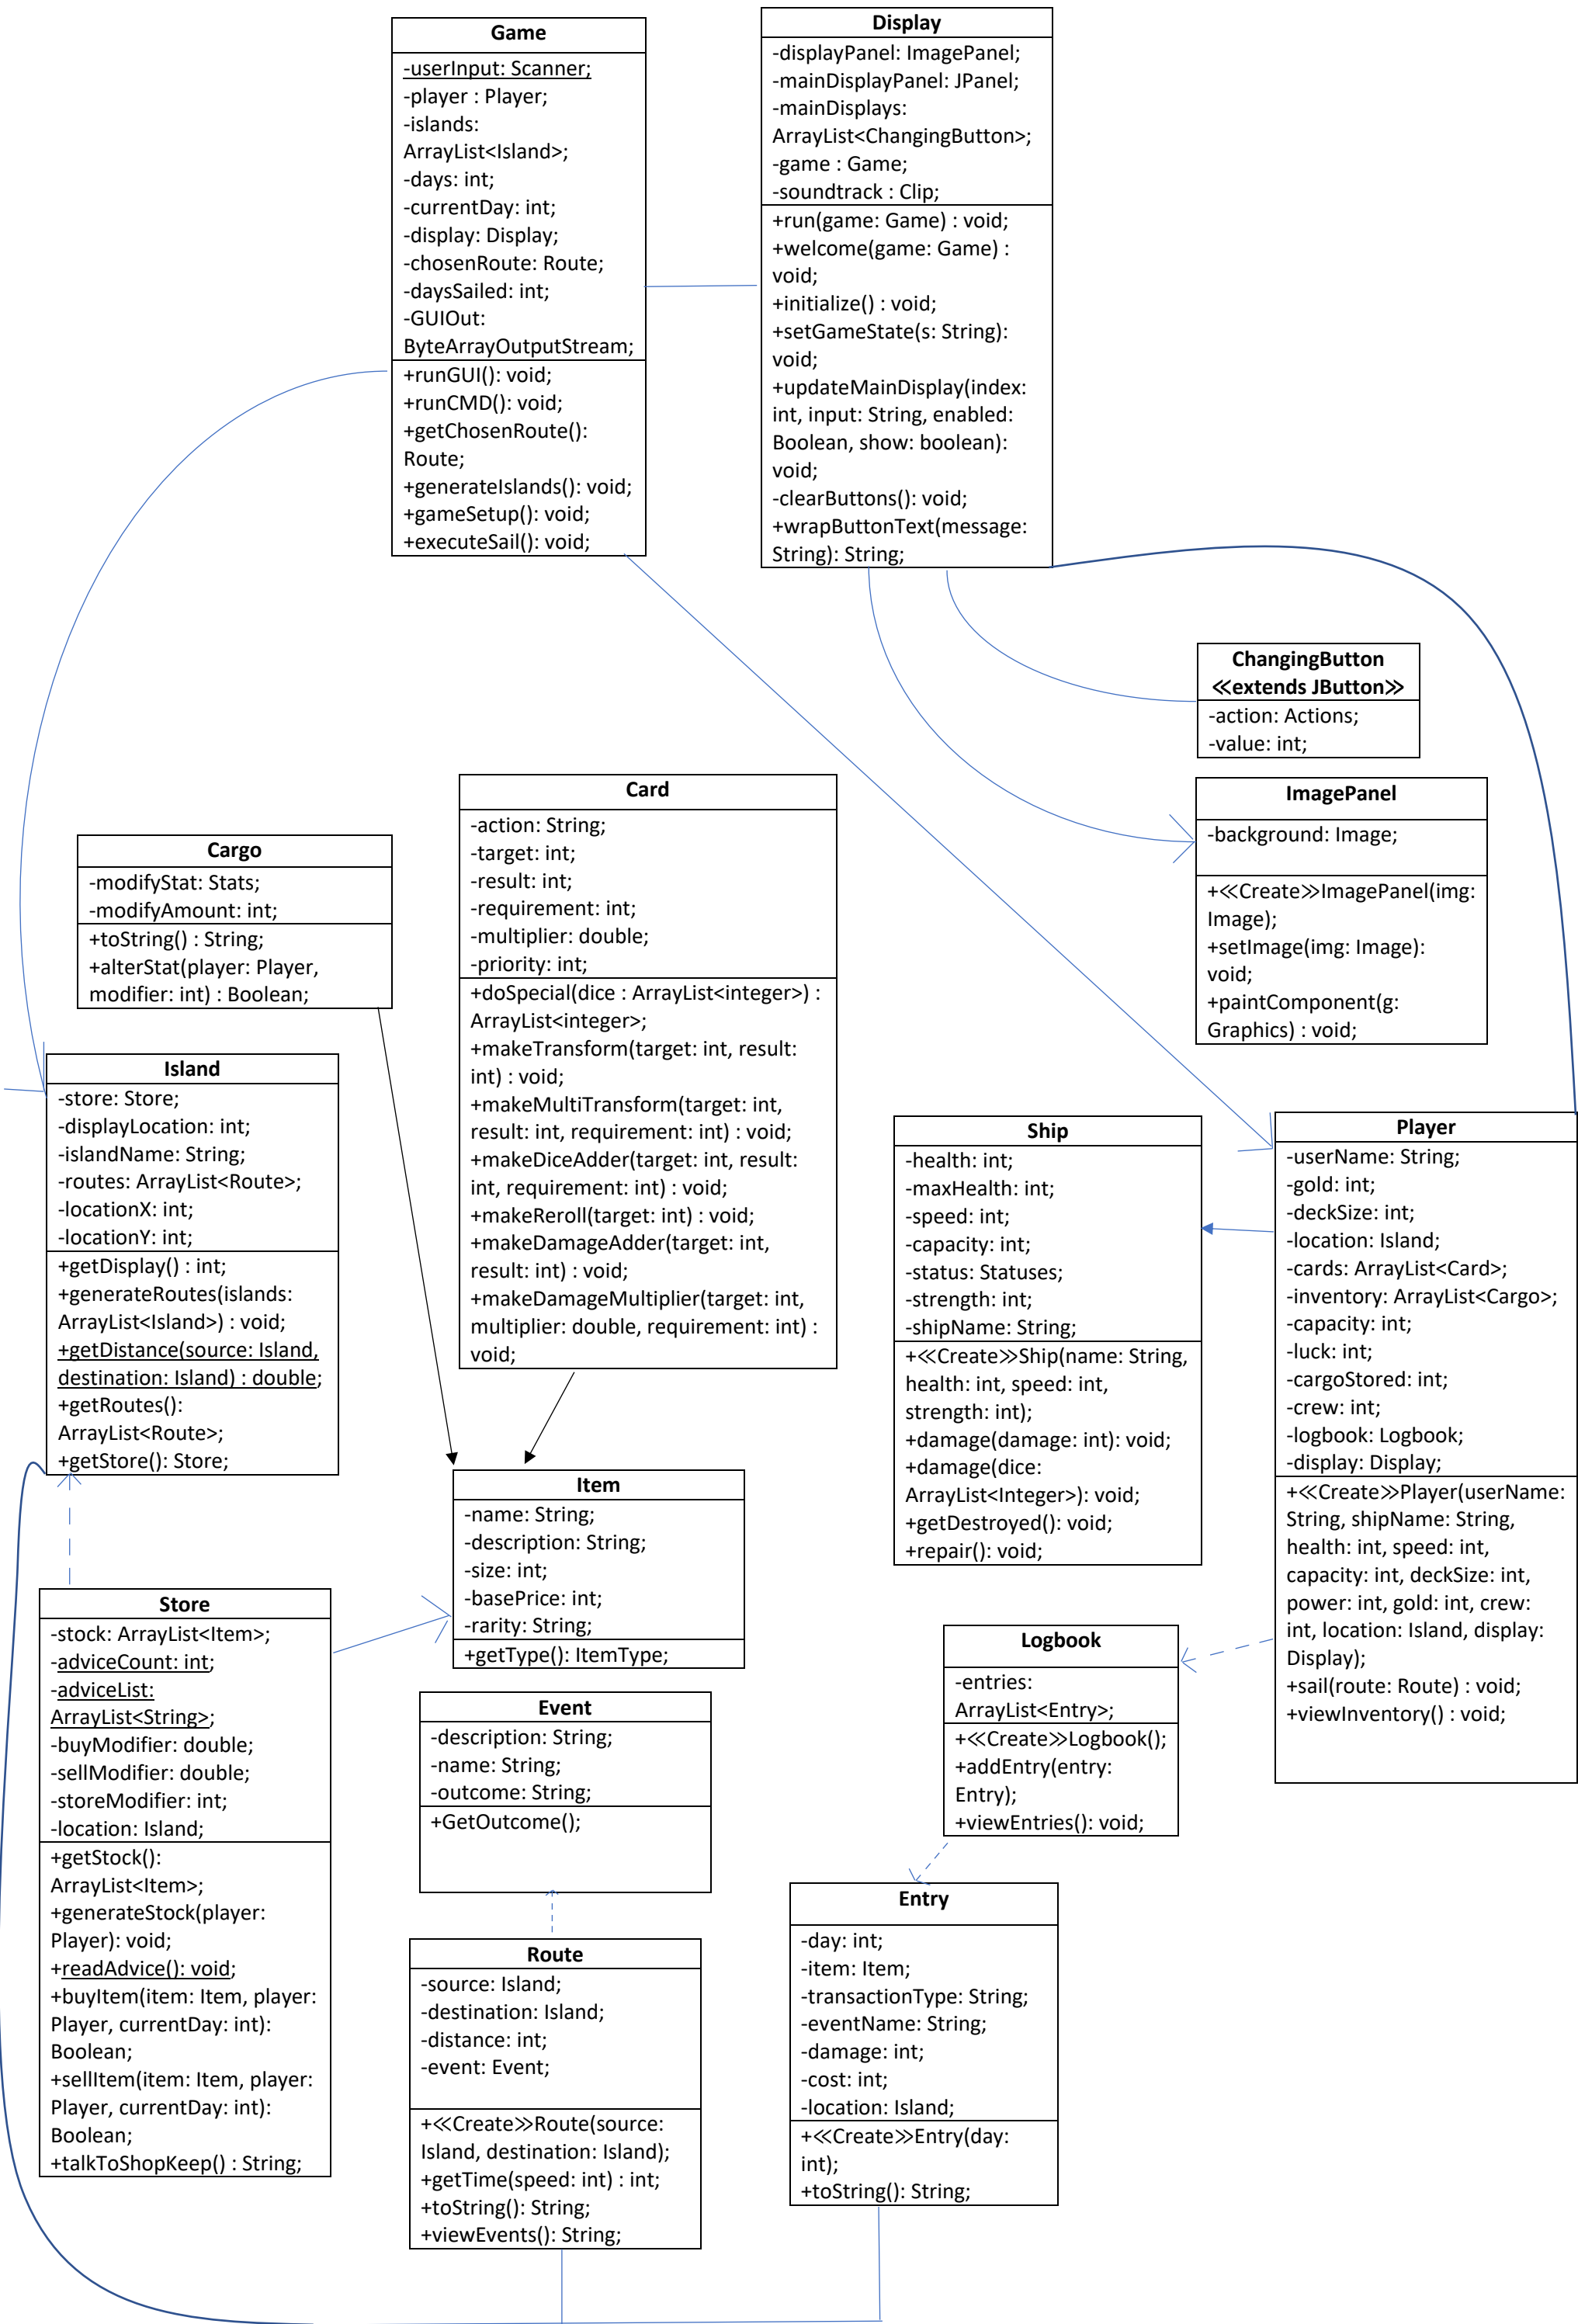 Game
-userInput: Scanner;
-player : Player;
-islands:
ArrayList<Island>;
-days: int;
-currentDay: int;
-display: Display;
-chosenRoute: Route;
-daysSailed: int;
-GUIOut:
ByteArrayOutputStream;
+runGUI(): void;
+runCMD(): void;
+getChosenRoute():
Route;
+generateIslands(): void;
+gameSetup(): void;
+executeSail(): void;
Display
-displayPanel: ImagePanel;
-mainDisplayPanel: JPanel;
-mainDisplays:
ArrayList<ChangingButton>;
-game : Game;
-soundtrack : Clip;
+run(game: Game) : void;
+welcome(game: Game) :
void;
+initialize() : void;
+setGameState(s: String):
void;
+updateMainDisplay(index:
int, input: String, enabled:
Boolean, show: boolean):
void;
-clearButtons(): void;
+wrapButtonText(message:
String): String;
ChangingButton
≪extends JButton≫
-action: Actions;
-value: int;
ImagePanel
-background: Image;
+≪Create≫ImagePanel(img:
Image);
+setImage(img: Image):
void;
+paintComponent(g:
Graphics) : void;
Card
-action: String;
-target: int;
-result: int;
-requirement: int;
-multiplier: double;
-priority: int;
+doSpecial(dice : ArrayList<integer>) :
ArrayList<integer>;
+makeTransform(target: int, result:
int) : void;
+makeMultiTransform(target: int,
result: int, requirement: int) : void;
+makeDiceAdder(target: int, result:
int, requirement: int) : void;
+makeReroll(target: int) : void;
+makeDamageAdder(target: int,
result: int) : void;
+makeDamageMultiplier(target: int,
multiplier: double, requirement: int) :
void;
Cargo
-modifyStat: Stats;
-modifyAmount: int;
+toString() : String;
+alterStat(player: Player,
modifier: int) : Boolean;
Island
-store: Store;
-displayLocation: int;
-islandName: String;
-routes: ArrayList<Route>;
-locationX: int;
-locationY: int;
+getDisplay() : int;
+generateRoutes(islands:
ArrayList<Island>) : void;
+getDistance(source: Island,
destination: Island) : double;
+getRoutes():
ArrayList<Route>;
+getStore(): Store;
Ship
-health: int;
-maxHealth: int;
-speed: int;
-capacity: int;
-status: Statuses;
-strength: int;
-shipName: String;
+≪Create≫Ship(name: String,
health: int, speed: int,
strength: int);
+damage(damage: int): void;
+damage(dice:
ArrayList<Integer>): void;
+getDestroyed(): void;
+repair(): void;
Player
-userName: String;
-gold: int;
-deckSize: int;
-location: Island;
-cards: ArrayList<Card>;
-inventory: ArrayList<Cargo>;
-capacity: int;
-luck: int;
-cargoStored: int;
-crew: int;
-logbook: Logbook;
-display: Display;
+≪Create≫Player(userName:
String, shipName: String,
health: int, speed: int,
capacity: int, deckSize: int,
power: int, gold: int, crew:
int, location: Island, display:
Display);
+sail(route: Route) : void;
+viewInventory() : void;
Item
-name: String;
-description: String;
-size: int;
-basePrice: int;
-rarity: String;
+getType(): ItemType;
Store
-stock: ArrayList<Item>;
-adviceCount: int;
-adviceList:
ArrayList<String>;
-buyModifier: double;
-sellModifier: double;
-storeModifier: int;
-location: Island;
+getStock():
ArrayList<Item>;
+generateStock(player:
Player): void;
+readAdvice(): void;
+buyItem(item: Item, player:
Player, currentDay: int):
Boolean;
+sellItem(item: Item, player:
Player, currentDay: int):
Boolean;
+talkToShopKeep() : String;
Logbook
-entries:
ArrayList<Entry>;
+≪Create≫Logbook();
+addEntry(entry:
Entry);
+viewEntries(): void;
Event
-description: String;
-name: String;
-outcome: String;
+GetOutcome();
Entry
-day: int;
-item: Item;
-transactionType: String;
-eventName: String;
-damage: int;
-cost: int;
-location: Island;
+≪Create≫Entry(day:
int);
+toString(): String;
Route
-source: Island;
-destination: Island;
-distance: int;
-event: Event;
+≪Create≫Route(source:
Island, destination: Island);
+getTime(speed: int) : int;
+toString(): String;
+viewEvents(): String;